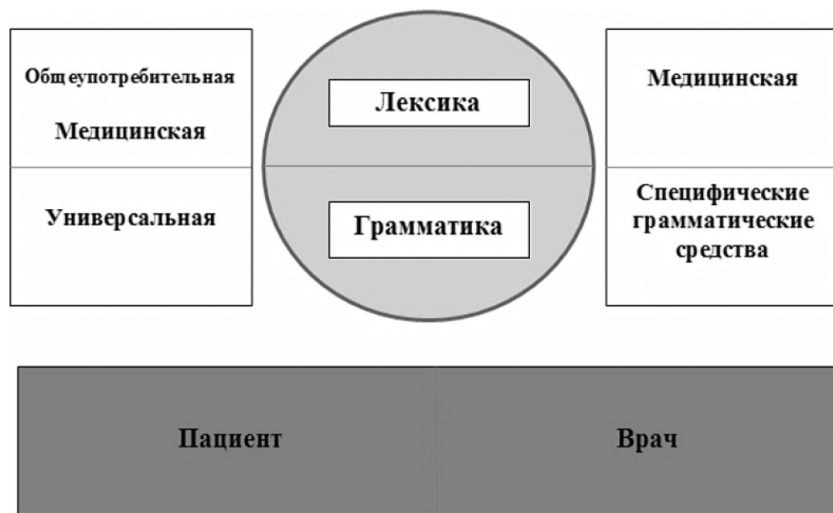 Общеупотребительная
Медицинская
Универсальная
Лексика
Грамматика
Медицинская
Специфические
грамматические
средства
Пациент
Врач